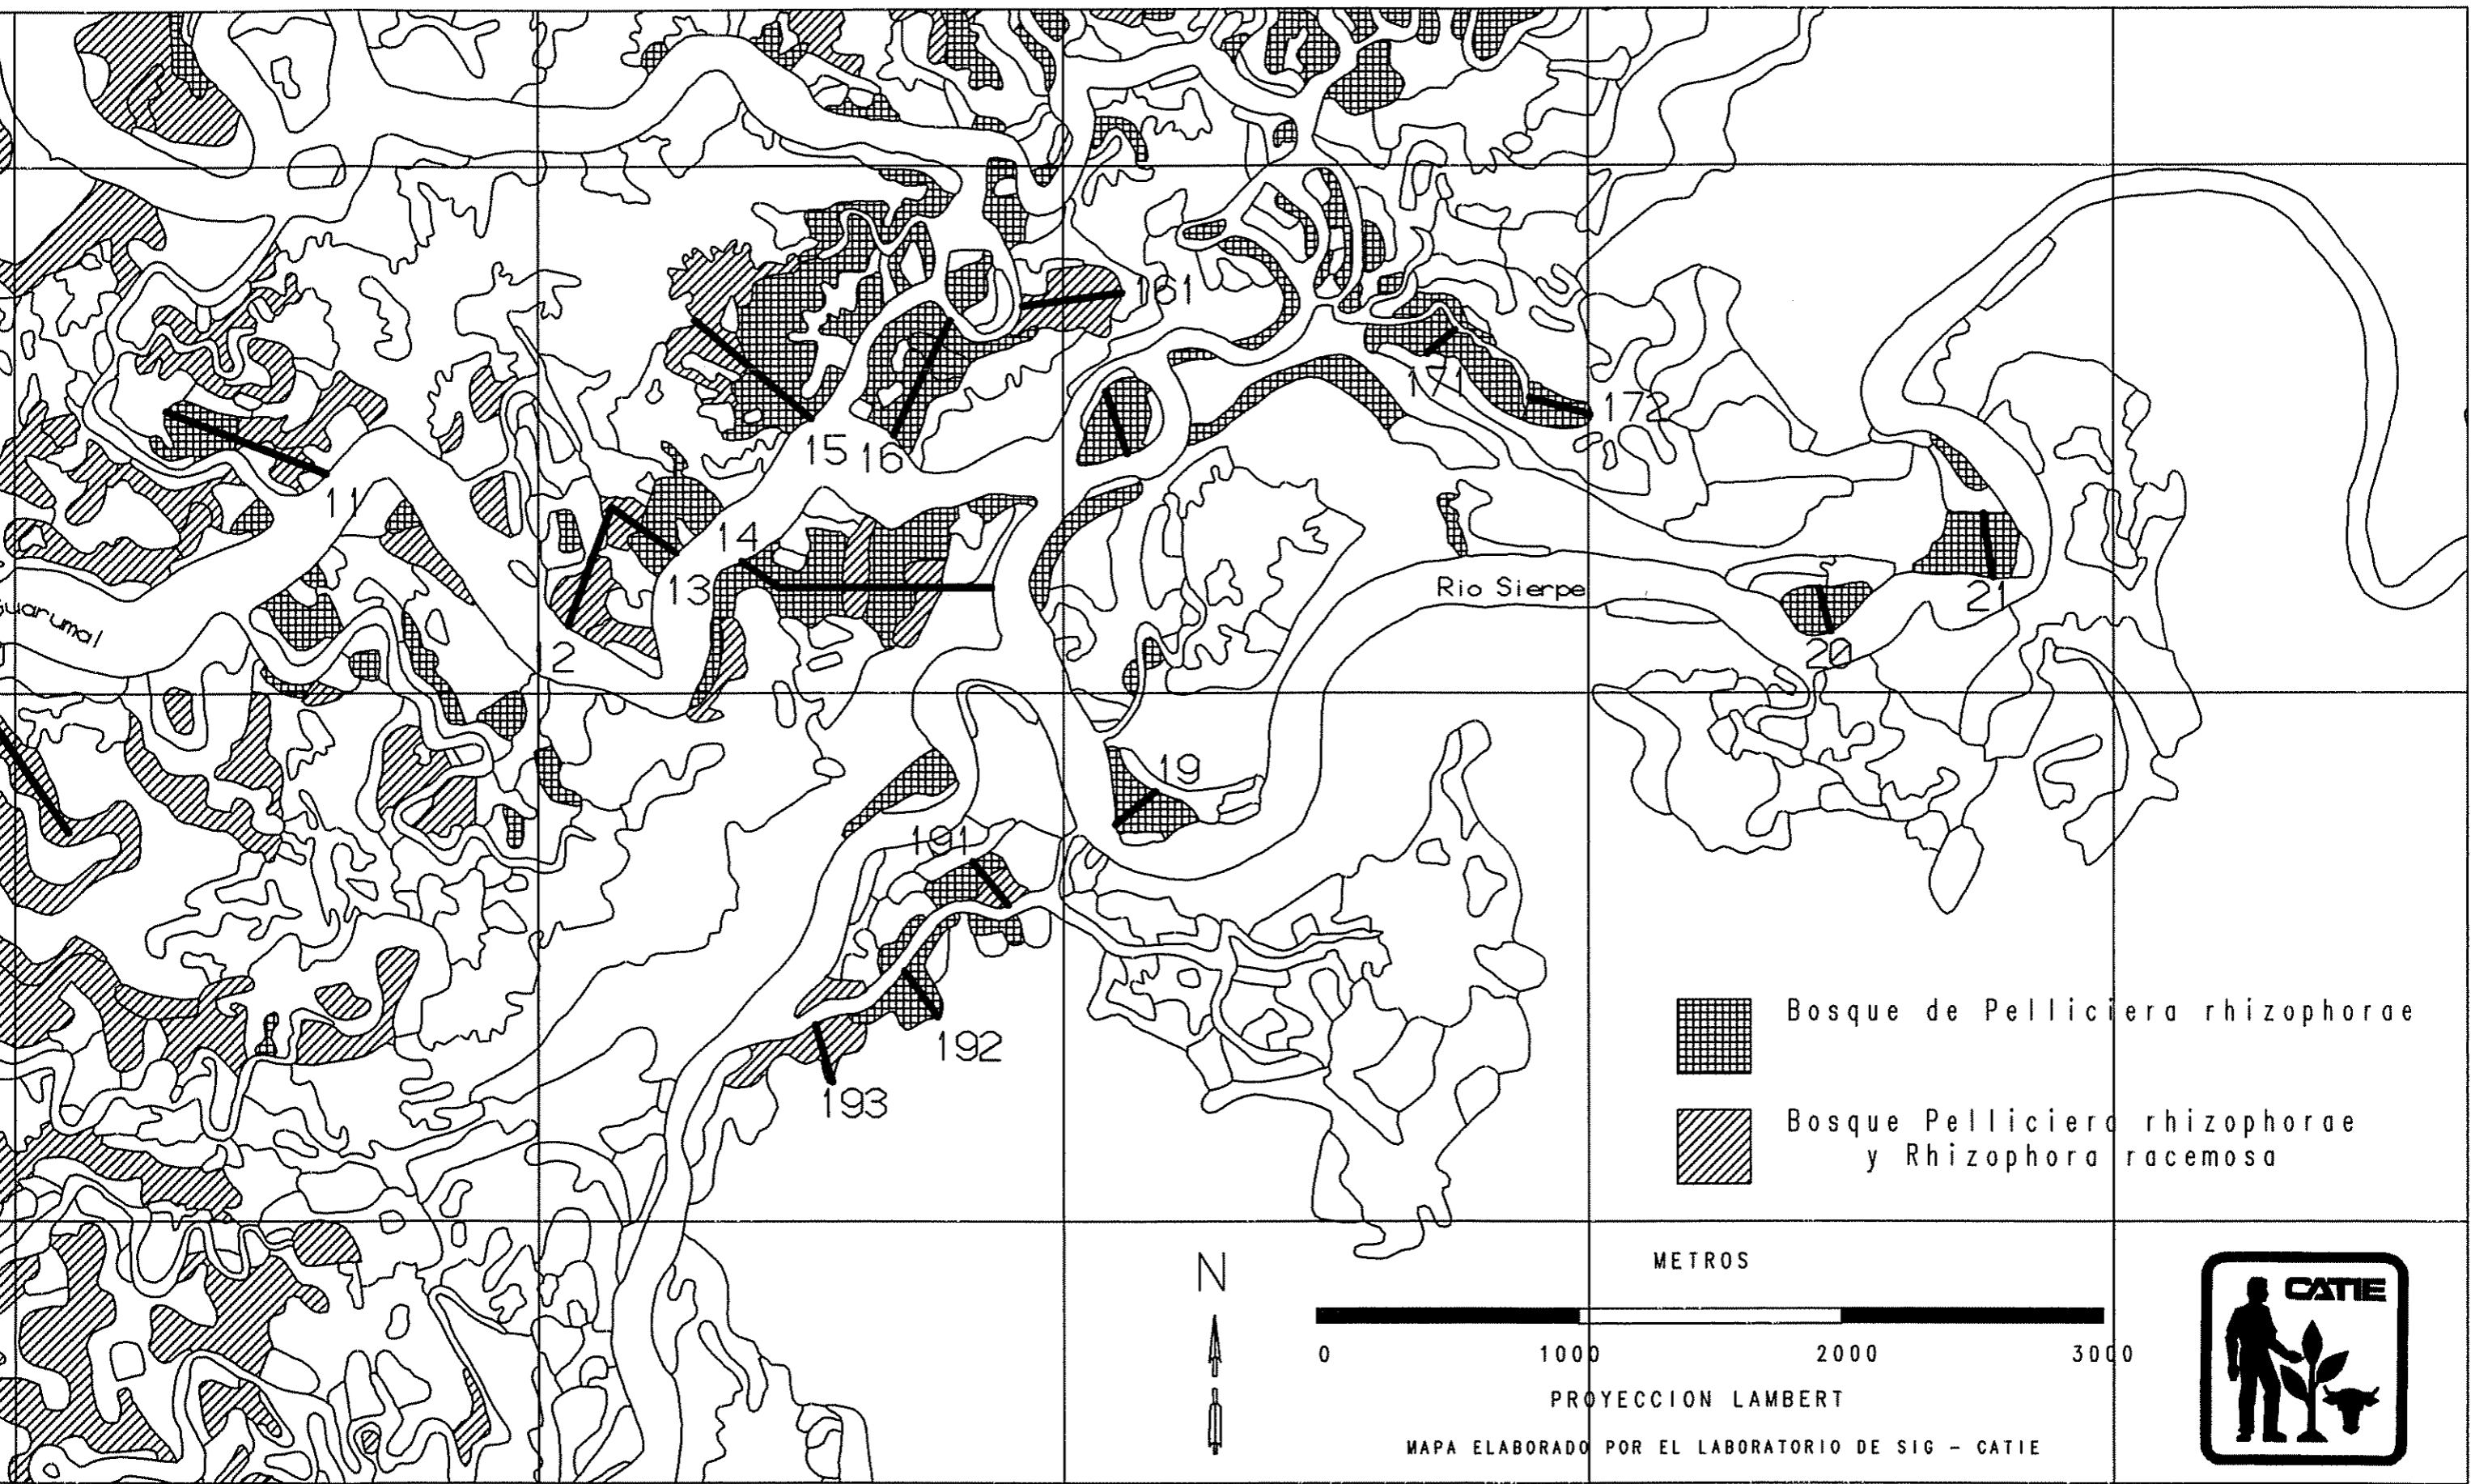 161
171
172
15
16
11
14
13
Rio Sierpe
21
Guarumal
12
20
19
191
192
193
Bosque de Pelliciera rhizophorae
Bosque Pelliciera rhizophorae
y Rhizophora racemosa
N
METROS
0 1000 2000 3000
PROYECCION LAMBERT
MAPA ELABORADO POR EL LABORATORIO DE SIG - CATIE
CATIE